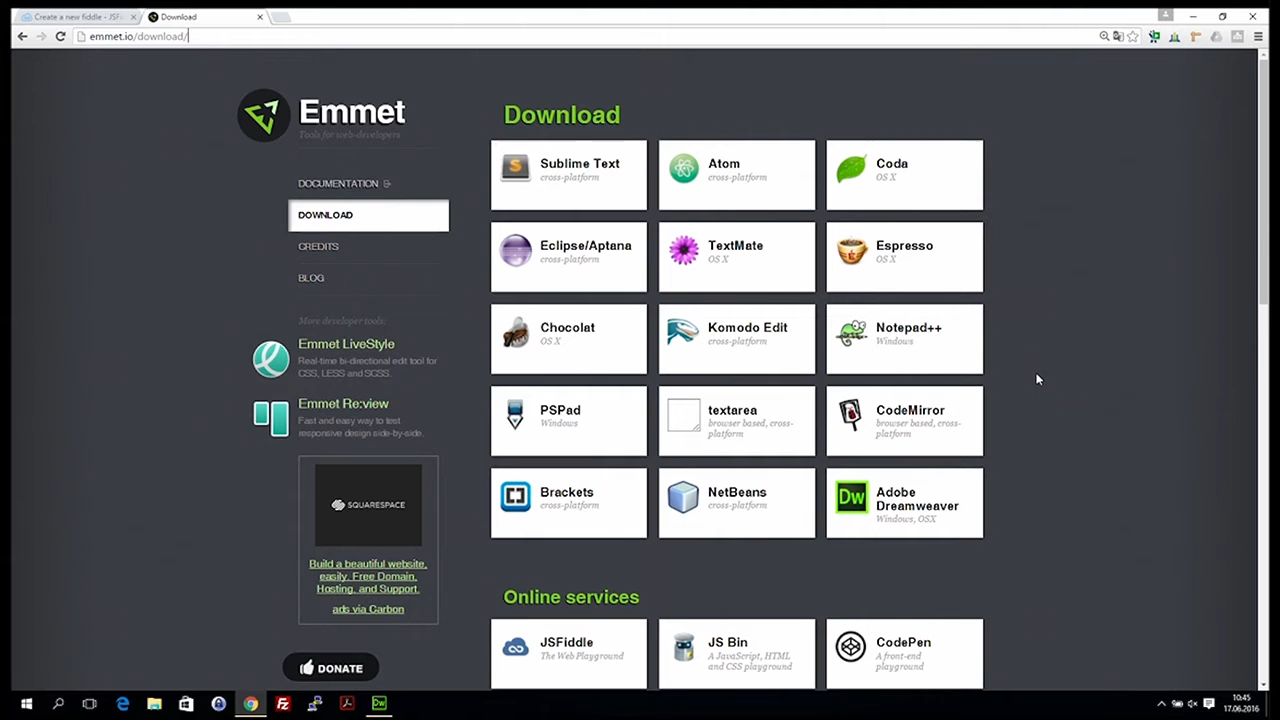 Create a new fiddle - JSFi
Download
emmet.io/download/
Emmet
Tools for web-developers
DOCUMENTATION
DOWNLOAD
CREDITS
BLOG
More developer tools:
Emmet LiveStyle
Real-time bi-directional edit tool for
CSS, LESS and SCSS.
Emmet Re:view
Fast and easy way to test
responsive design side-by-side.
SQUARESPACE
Build a beautiful website,
easily. Free Domain,
Hosting, and Support.
ads via Carbon
DONATE
Download
Sublime Text
cross-platform
Atom
cross-platform
Coda
OS X
Eclipse/Aptana
cross-platform
TextMate
OS X
Espresso
OS X
Chocolat
OS X
Komodo Edit
cross-platform
Notepad++
Windows
PSPad
Windows
textarea
browser based, cross-
platform
CodeMirror
browser based, cross-
platform
Brackets
cross-platform
NetBeans
cross-platform
Dw
Adobe
Dreamweaver
Windows, OSX
Online services
JSFiddle
The Web Playground
JS Bin
A JavaScript, HTML
and CSS playground
CodePen
A front-end
playground
Dw
10:45
17.06.2016